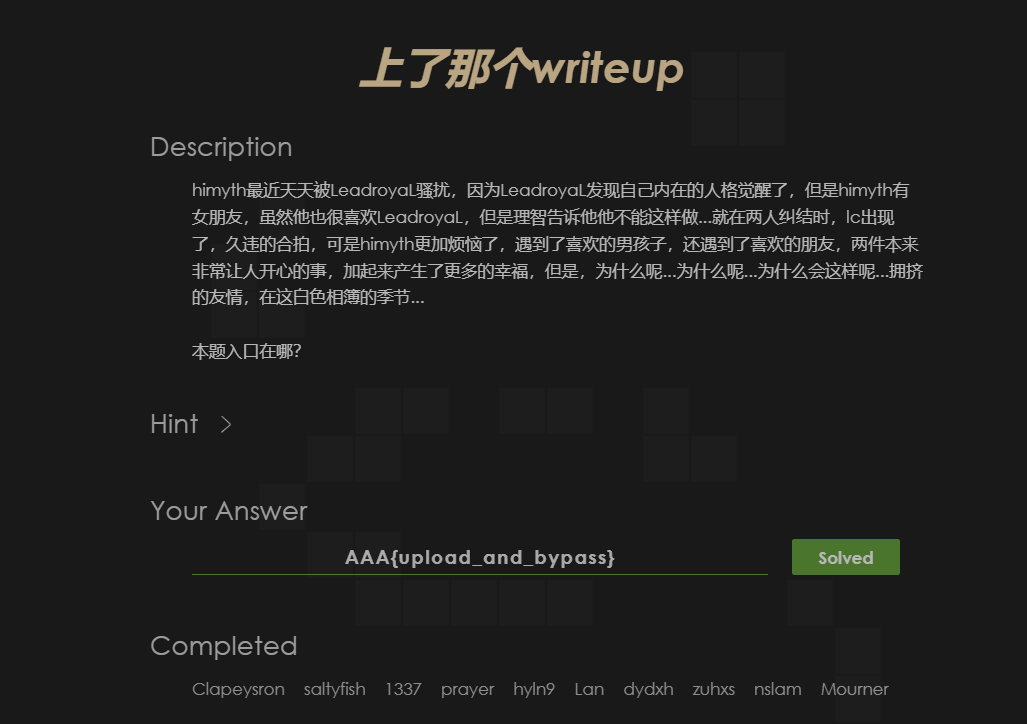 上了那个writeup
Description
himyth最近天天被LeadroyaL骚扰，因为LeadroyaL发现自己内在的人格觉醒了，但是himyth有
女朋友，虽然他也很喜欢LeadroyaL，但是理智告诉他他不能这样做...就在两人纠结时，lc出现
了，久违的合拍，可是himyth更加烦恼了，遇到了喜欢的男孩子，还遇到了喜欢的朋友，两件本来
非常让人开心的事，加起来产生了更多的幸福，但是，为什么呢...为什么呢...为什么会这样呢...拥挤
的友情，在这白色相簿的季节...
本题入口在哪?
Hint >
Your Answer
AAA{upload_and_bypass} Solved
Completed
Clapeysron saltyfish 1337 prayer hyln9 Lan dydxh zuhxs nslam Mourner